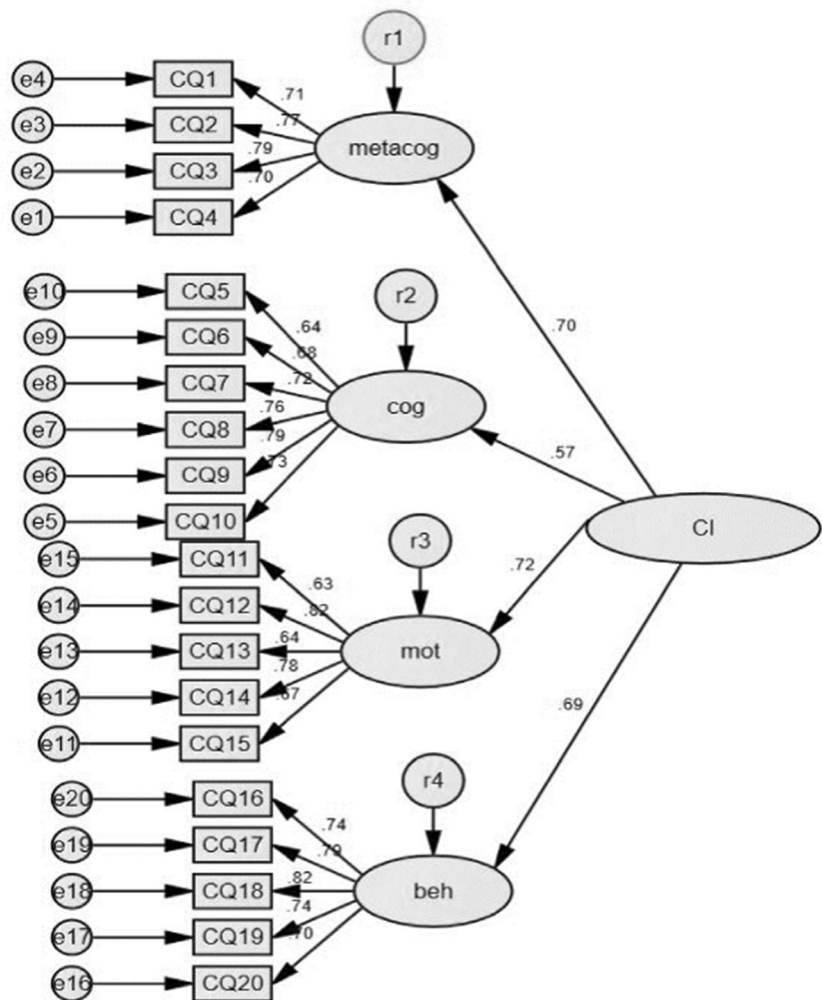 r1
e4 CQ1
.71
e3 CQ2 .77
metacog
.79
e2 CQ3
.70
e1 CQ4
e10 CQ5
r2
.64
.70
e9 CQ6
.68
e8 CQ7
.72
cog
.76
e7 CQ8
.79
.57
.73
e6 CQ9
e5 CQ10
CI
r3
e15 CQ11
.72
.63
e14 CQ12 .82
.64
e13 CQ13 mot
.78
e12 CQ14 .67
.69
e11 CQ15
r4
e20 CQ16
.74
e19 CQ17 .79
.82
e18 CQ18 beh
.74
e17 CQ19 .70
e16 CQ20